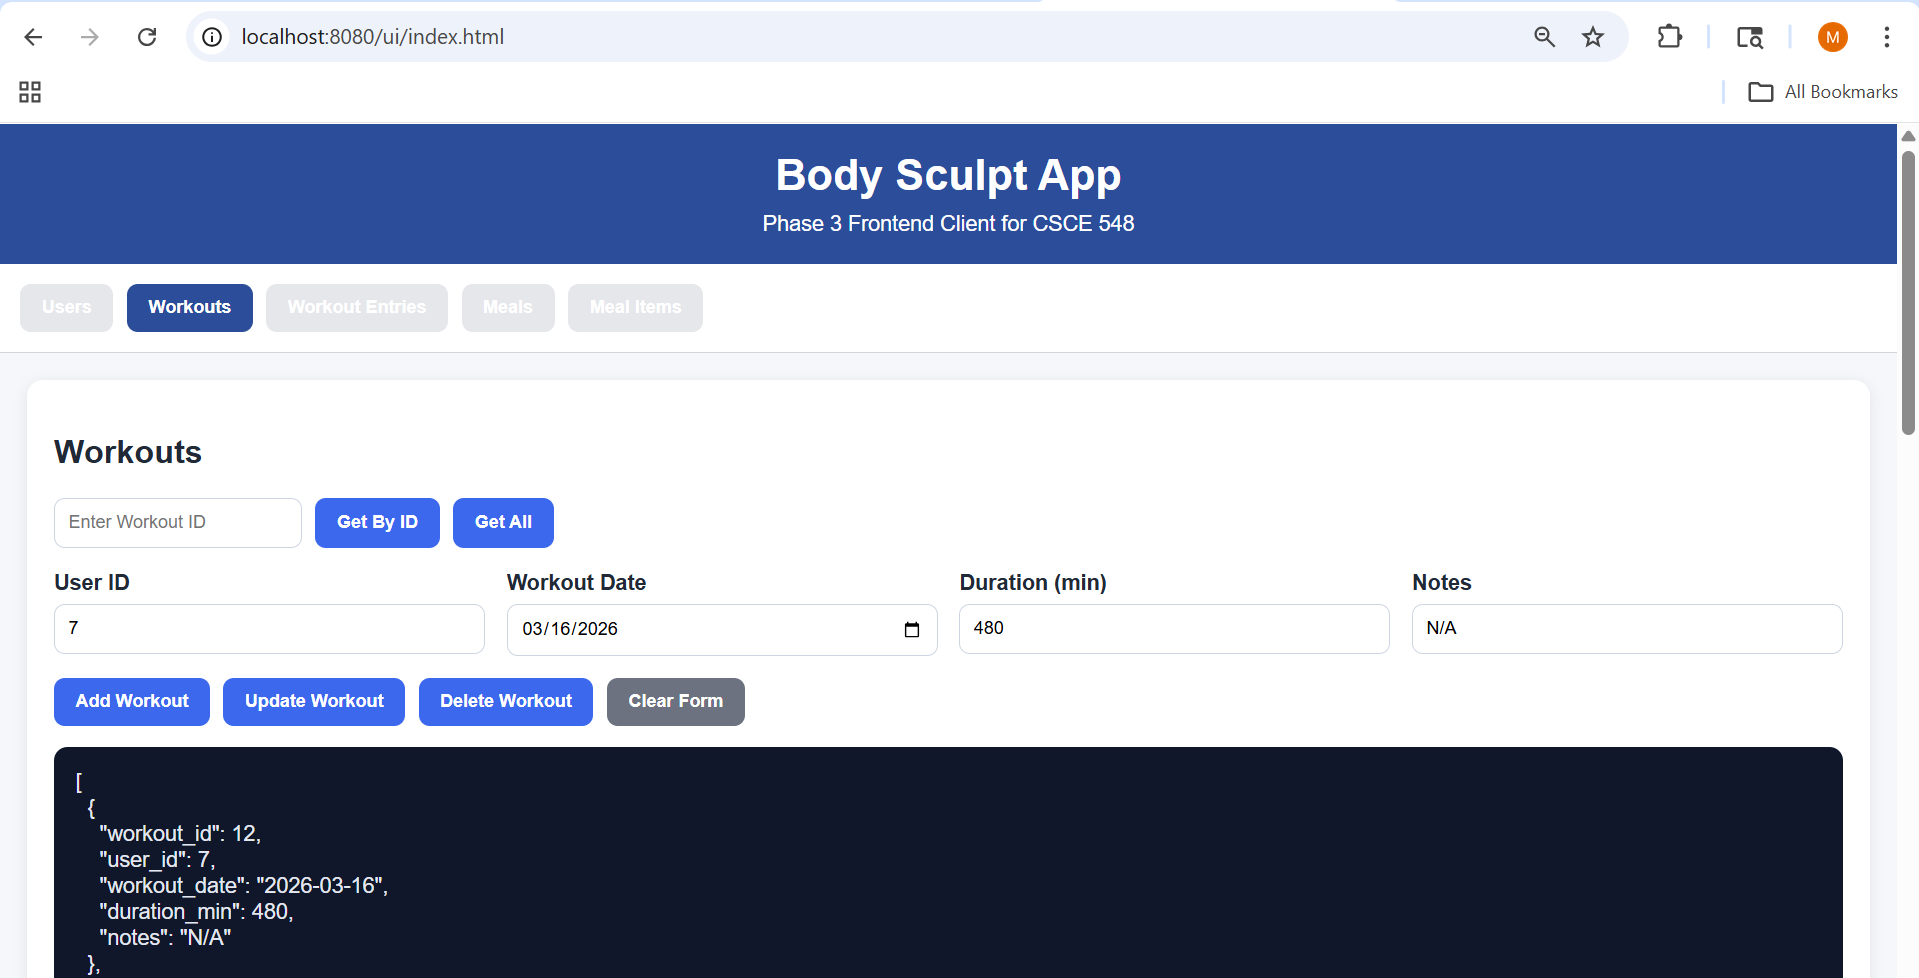 localhost:8080/ui/index.html
M
All Bookmarks
Body Sculpt App
Phase 3 Frontend Client for CSCE 548
Users Workouts Workout Entries Meals Meal Items
Workouts
Enter Workout ID Get By ID Get All
User ID Workout Date Duration (min) Notes
7 03/16/2026 480 N/A
Add Workout Update Workout Delete Workout Clear Form
[
{
"workout_id": 12,
"user_id": 7,
"workout_date": "2026-03-16",
"duration_min": 480,
"notes": "N/A"
},